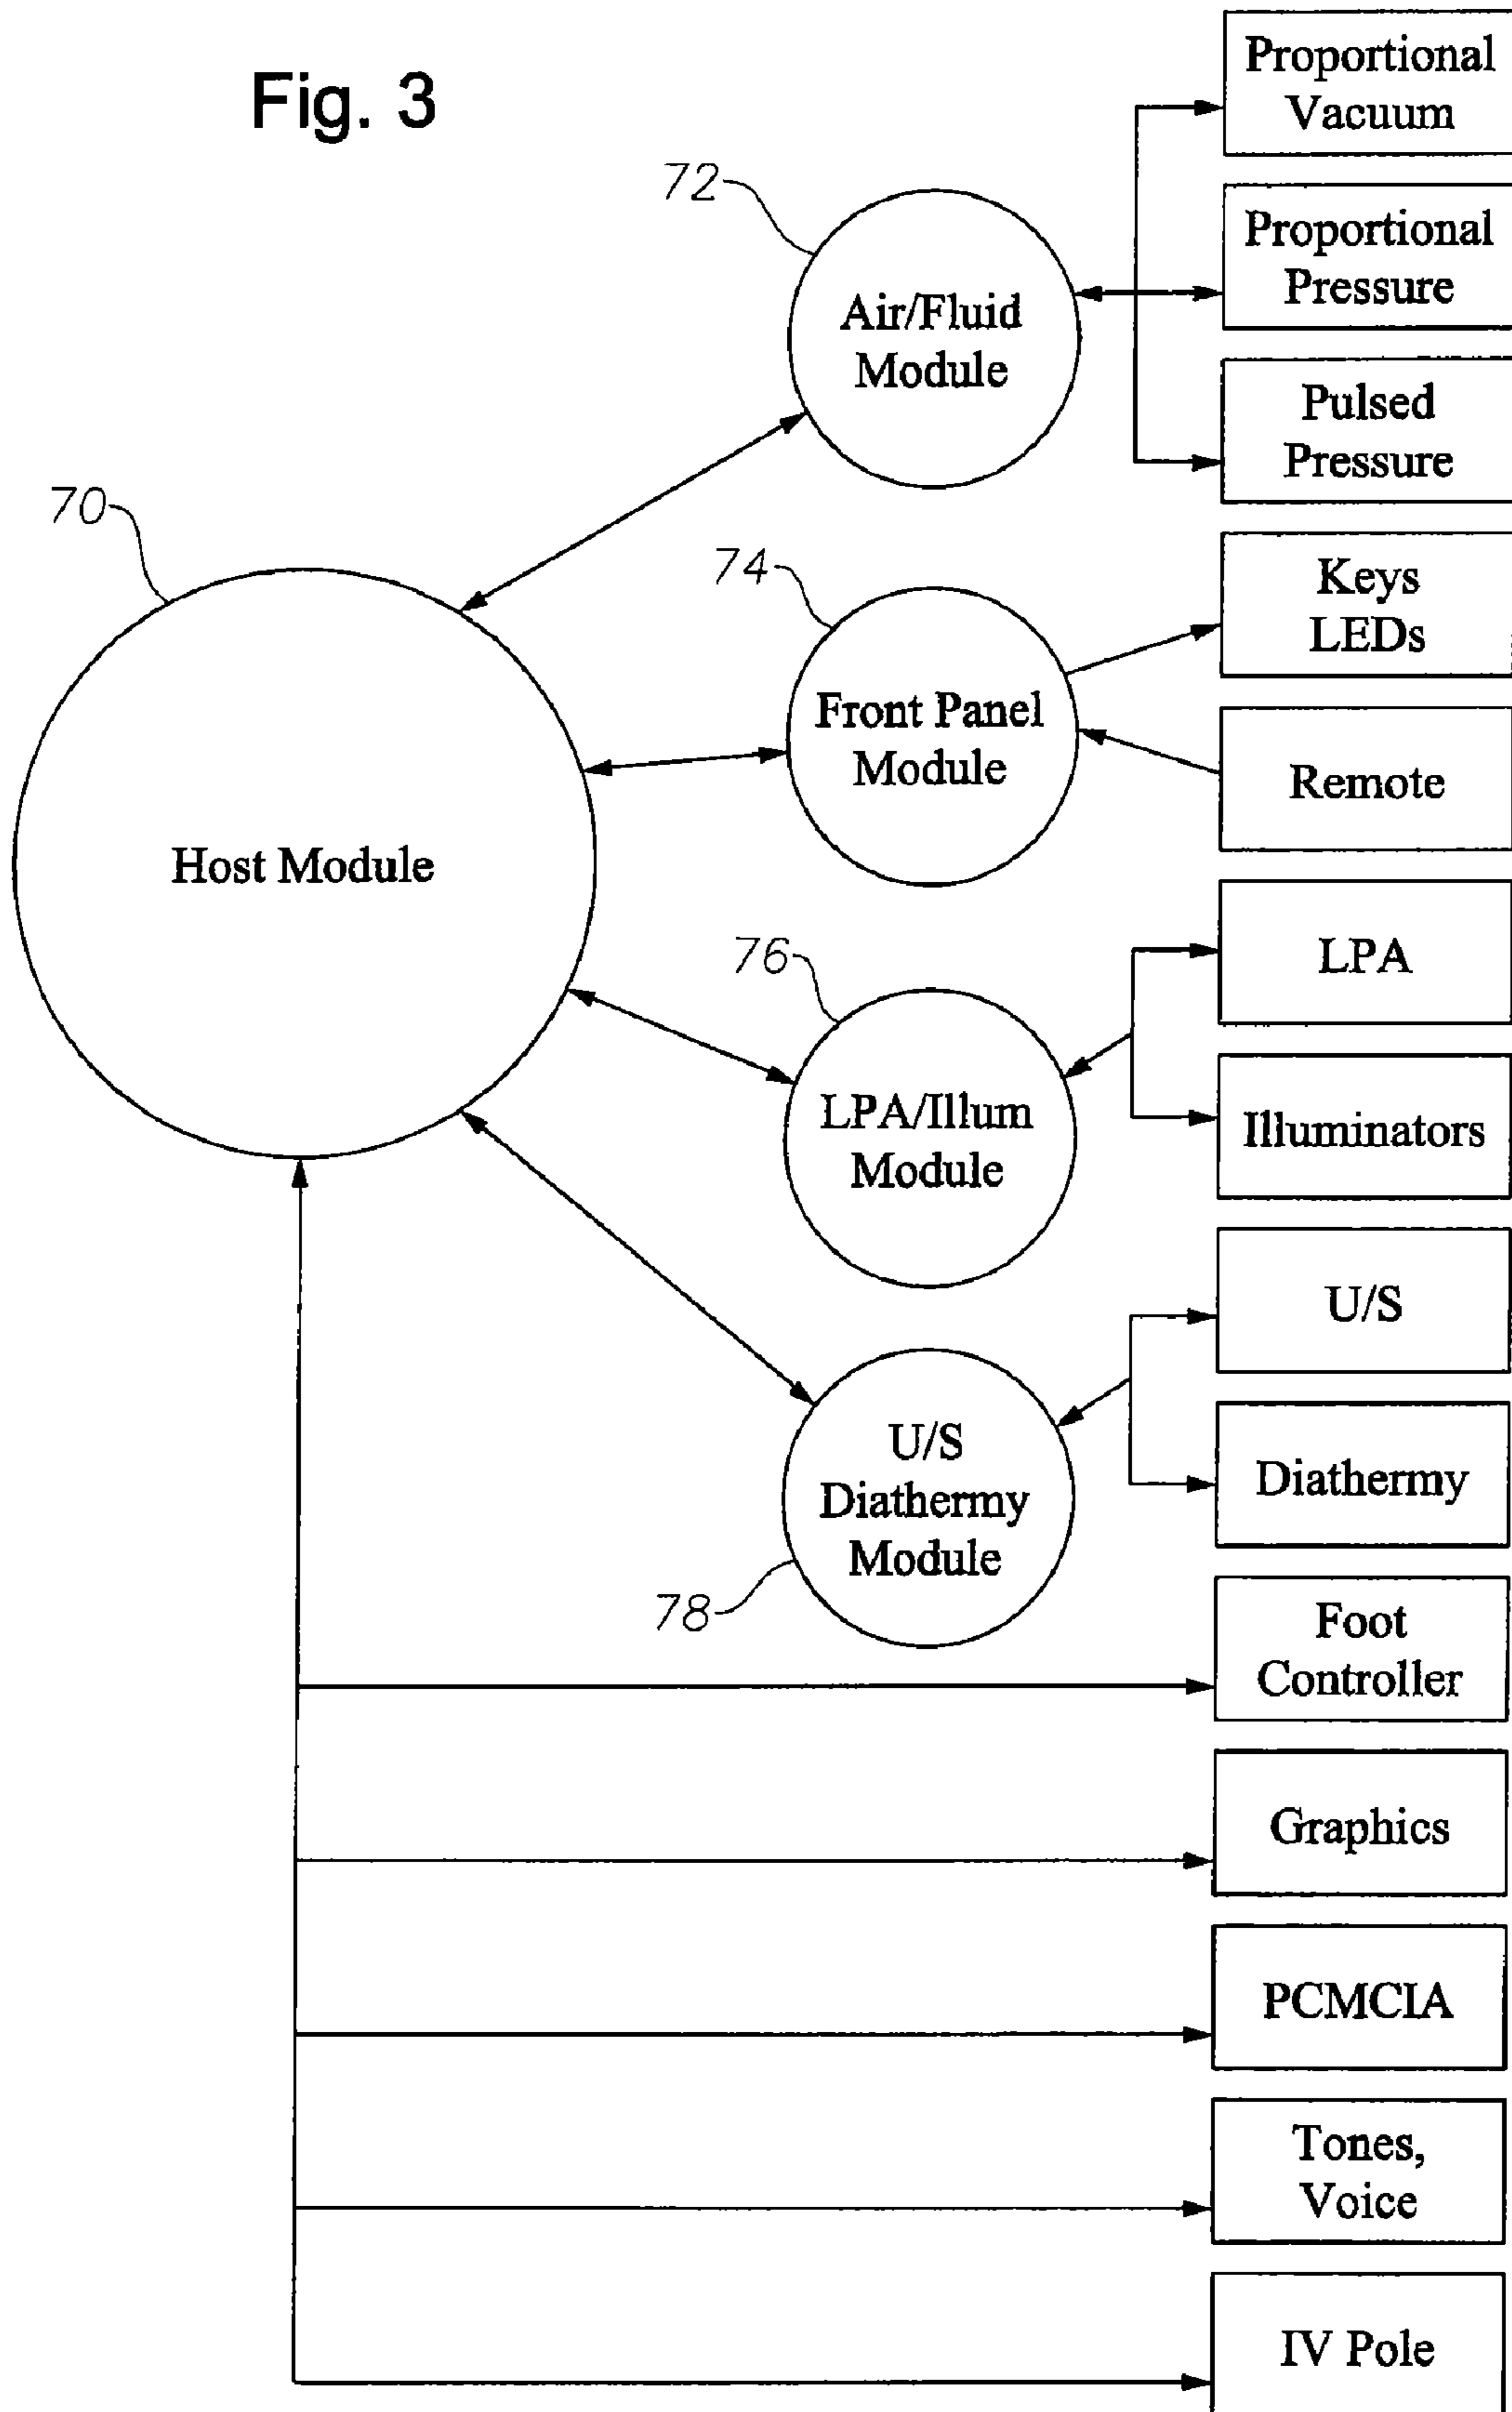 Fig. 3
Proportional
Vacuum
72
Proportional
Pressure
Air/Fluid
Module
Pulsed
Pressure
70
74
Keys
LEDs
Front Panel
Module
Remote
Host Module
76
LPA
LPA/Illum
Module
Illuminators
U/S
U/S
Diathermy
Module
Diathermy
78
Foot
Controller
Graphics
PCMCIA
Tones,
Voice
IV Pole